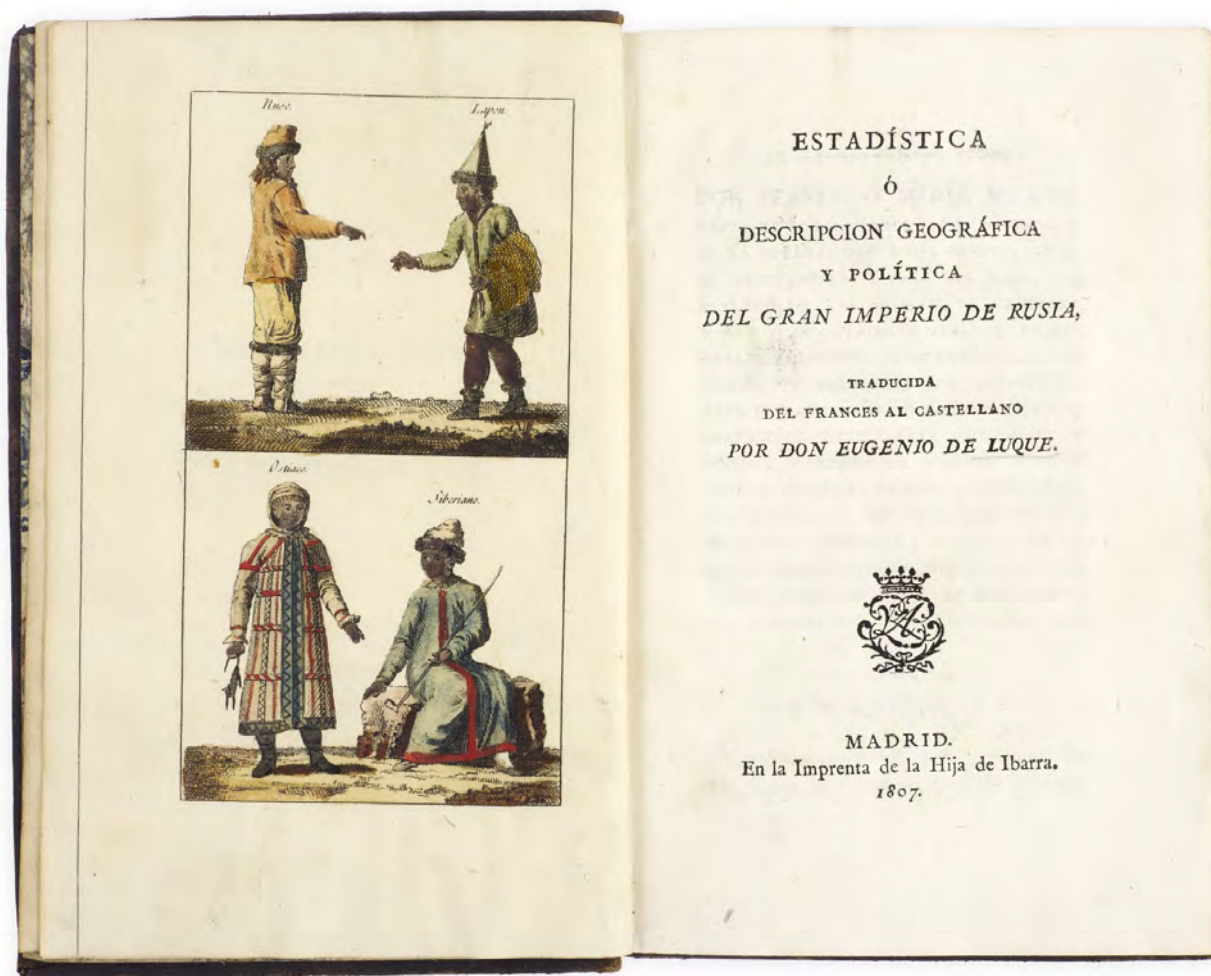 Ruso.
Lapon.
Ostiaco.
Siberiano.
ESTADÍSTICA
Ó
DESCRIPCION GEOGRÁFICA
Y POLÍTICA
DEL GRAN IMPERIO DE RUSIA,
TRADUCIDA
DEL FRANCES AL CASTELLANO
POR DON EUGENIO DE LUQUE.
MADRID.
En la Imprenta de la Hija de Ibarra.
1807.